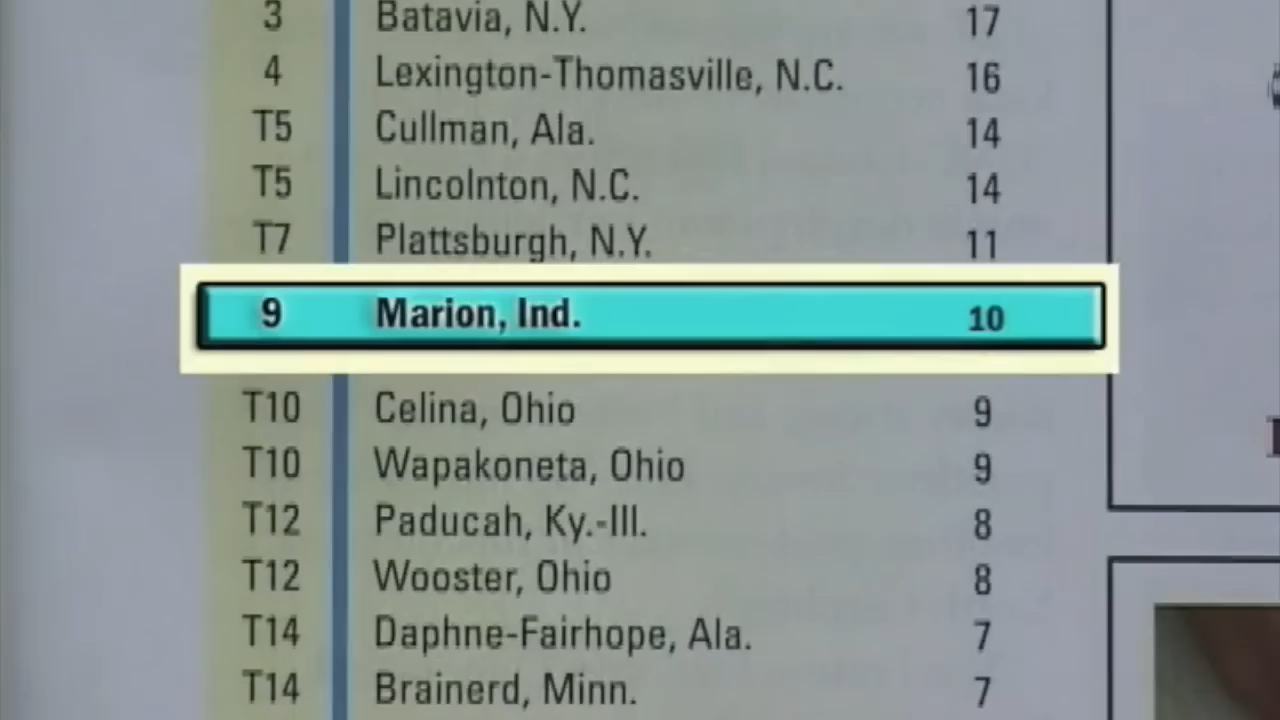 3 Batavia, N.Y. 17
4 Lexington-Thomasville, N.C. 16
T5 Cullman, Ala. 14
T5 Lincolnton, N.C. 14
T7 Plattsburgh, N.Y. 11
9 Marion, Ind. 10
T10 Celina, Ohio 9
T10 Wapakoneta, Ohio 9
T12 Paducah, Ky.-Ill. 8
T12 Wooster, Ohio 8
T14 Daphne-Fairhope, Ala. 7
T14 Brainerd, Minn. 7